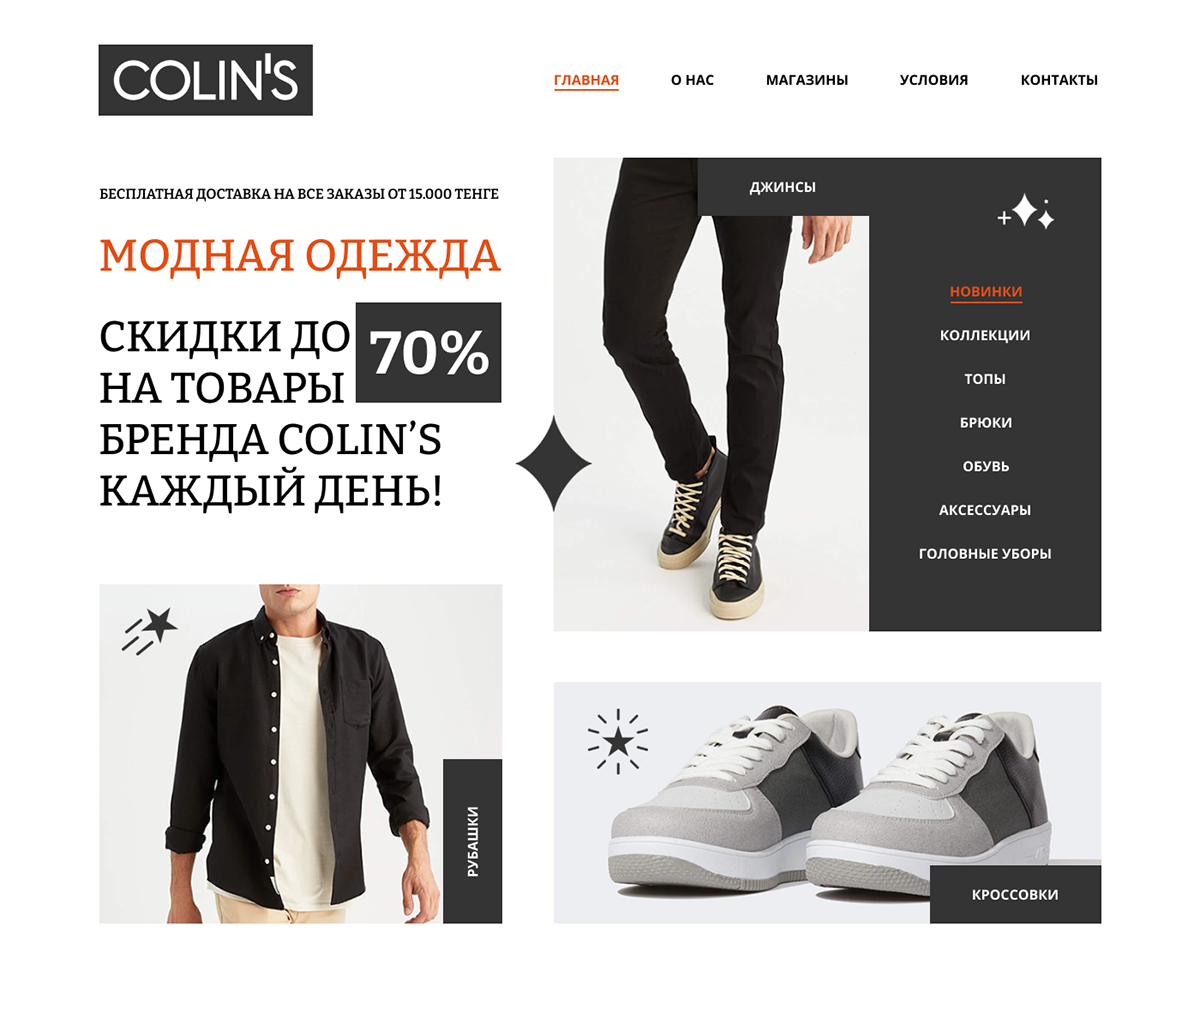 COLIN'S
ГЛАВНАЯ
О НАС
МАГАЗИНЫ
УСЛОВИЯ
КОНТАКТЫ
БЕСПЛАТНАЯ ДОСТАВКА НА ВСЕ ЗАКАЗЫ ОТ 15.000 ТЕНГЕ
МОДНАЯ ОДЕЖДА
СКИДКИ ДО
70%
НА ТОВАРЫ
БРЕНДА COLIN’S
КАЖДЫЙ ДЕНЬ!
ДЖИНСЫ
НОВИНКИ
КОЛЛЕКЦИИ
ТОПЫ
БРЮКИ
ОБУВЬ
АКСЕССУАРЫ
ГОЛОВНЫЕ УБОРЫ
РУБАШКИ
КРОССОВКИ